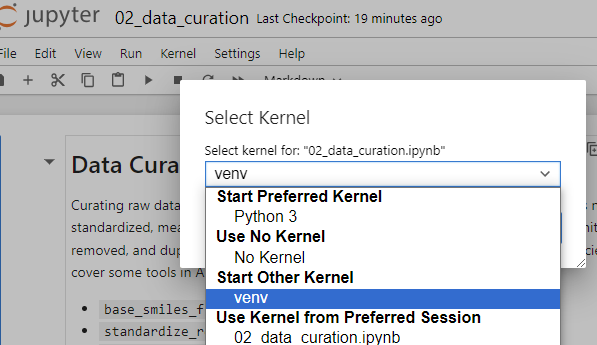 jupyter 02_data_curation Last Checkpoint: 19 minutes ago
File Edit View Run Kernel Settings Help
Markdown
Select Kernel
Select kernel for: "02_data_curation.ipynb"
venv
Start Preferred Kernel
Python 3
Use No Kernel
No Kernel
Start Other Kernel
venv
Use Kernel from Preferred Session
02_data_curation.ipynb
Data Cura
Curating raw data
standardized, mea
removed, and dup
cover some tools in A
base_smiles_f
standardize_r